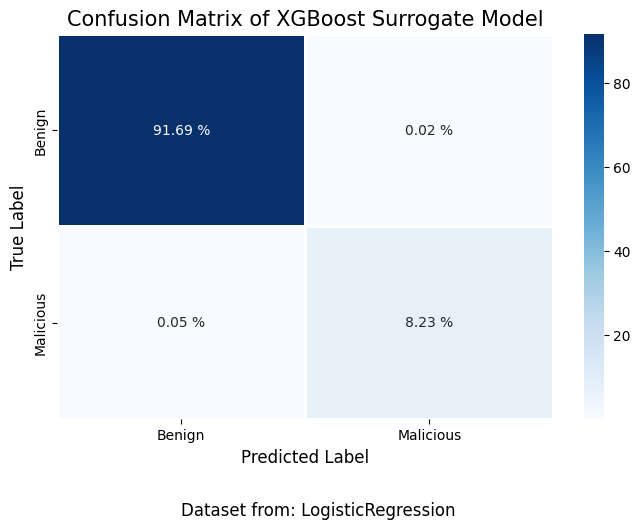 Confusion Matrix of XGBoost Surrogate Model
True Label
Benign
Malicious
91.69 %
0.02 %
0.05 %
8.23 %
80
60
40
20
Benign
Malicious
Predicted Label
Dataset from: LogisticRegression